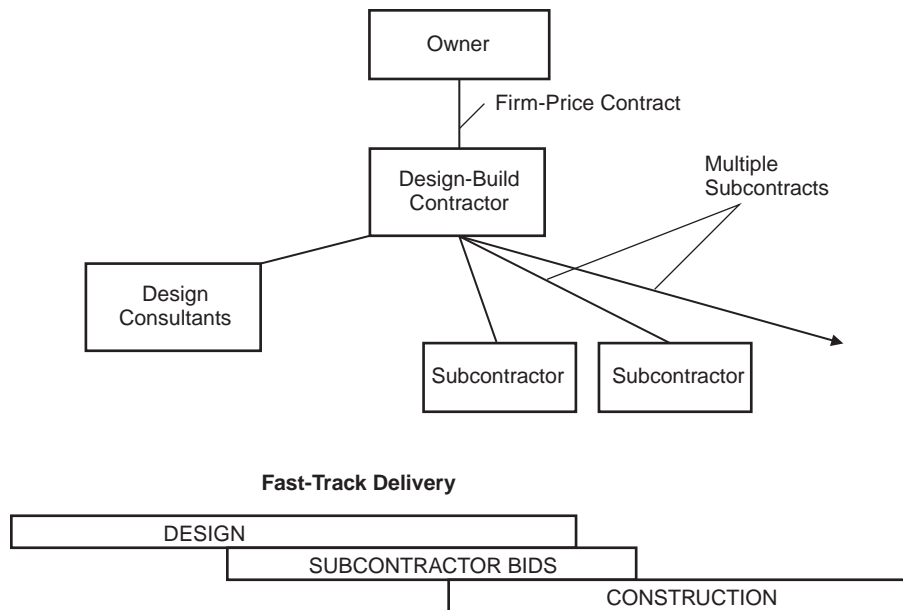 Owner
Firm-Price Contract
Design-Build
Contractor
Multiple
Subcontracts
Design
Consultants
Subcontractor
Subcontractor
Fast-Track Delivery
DESIGN
SUBCONTRACTOR BIDS
CONSTRUCTION